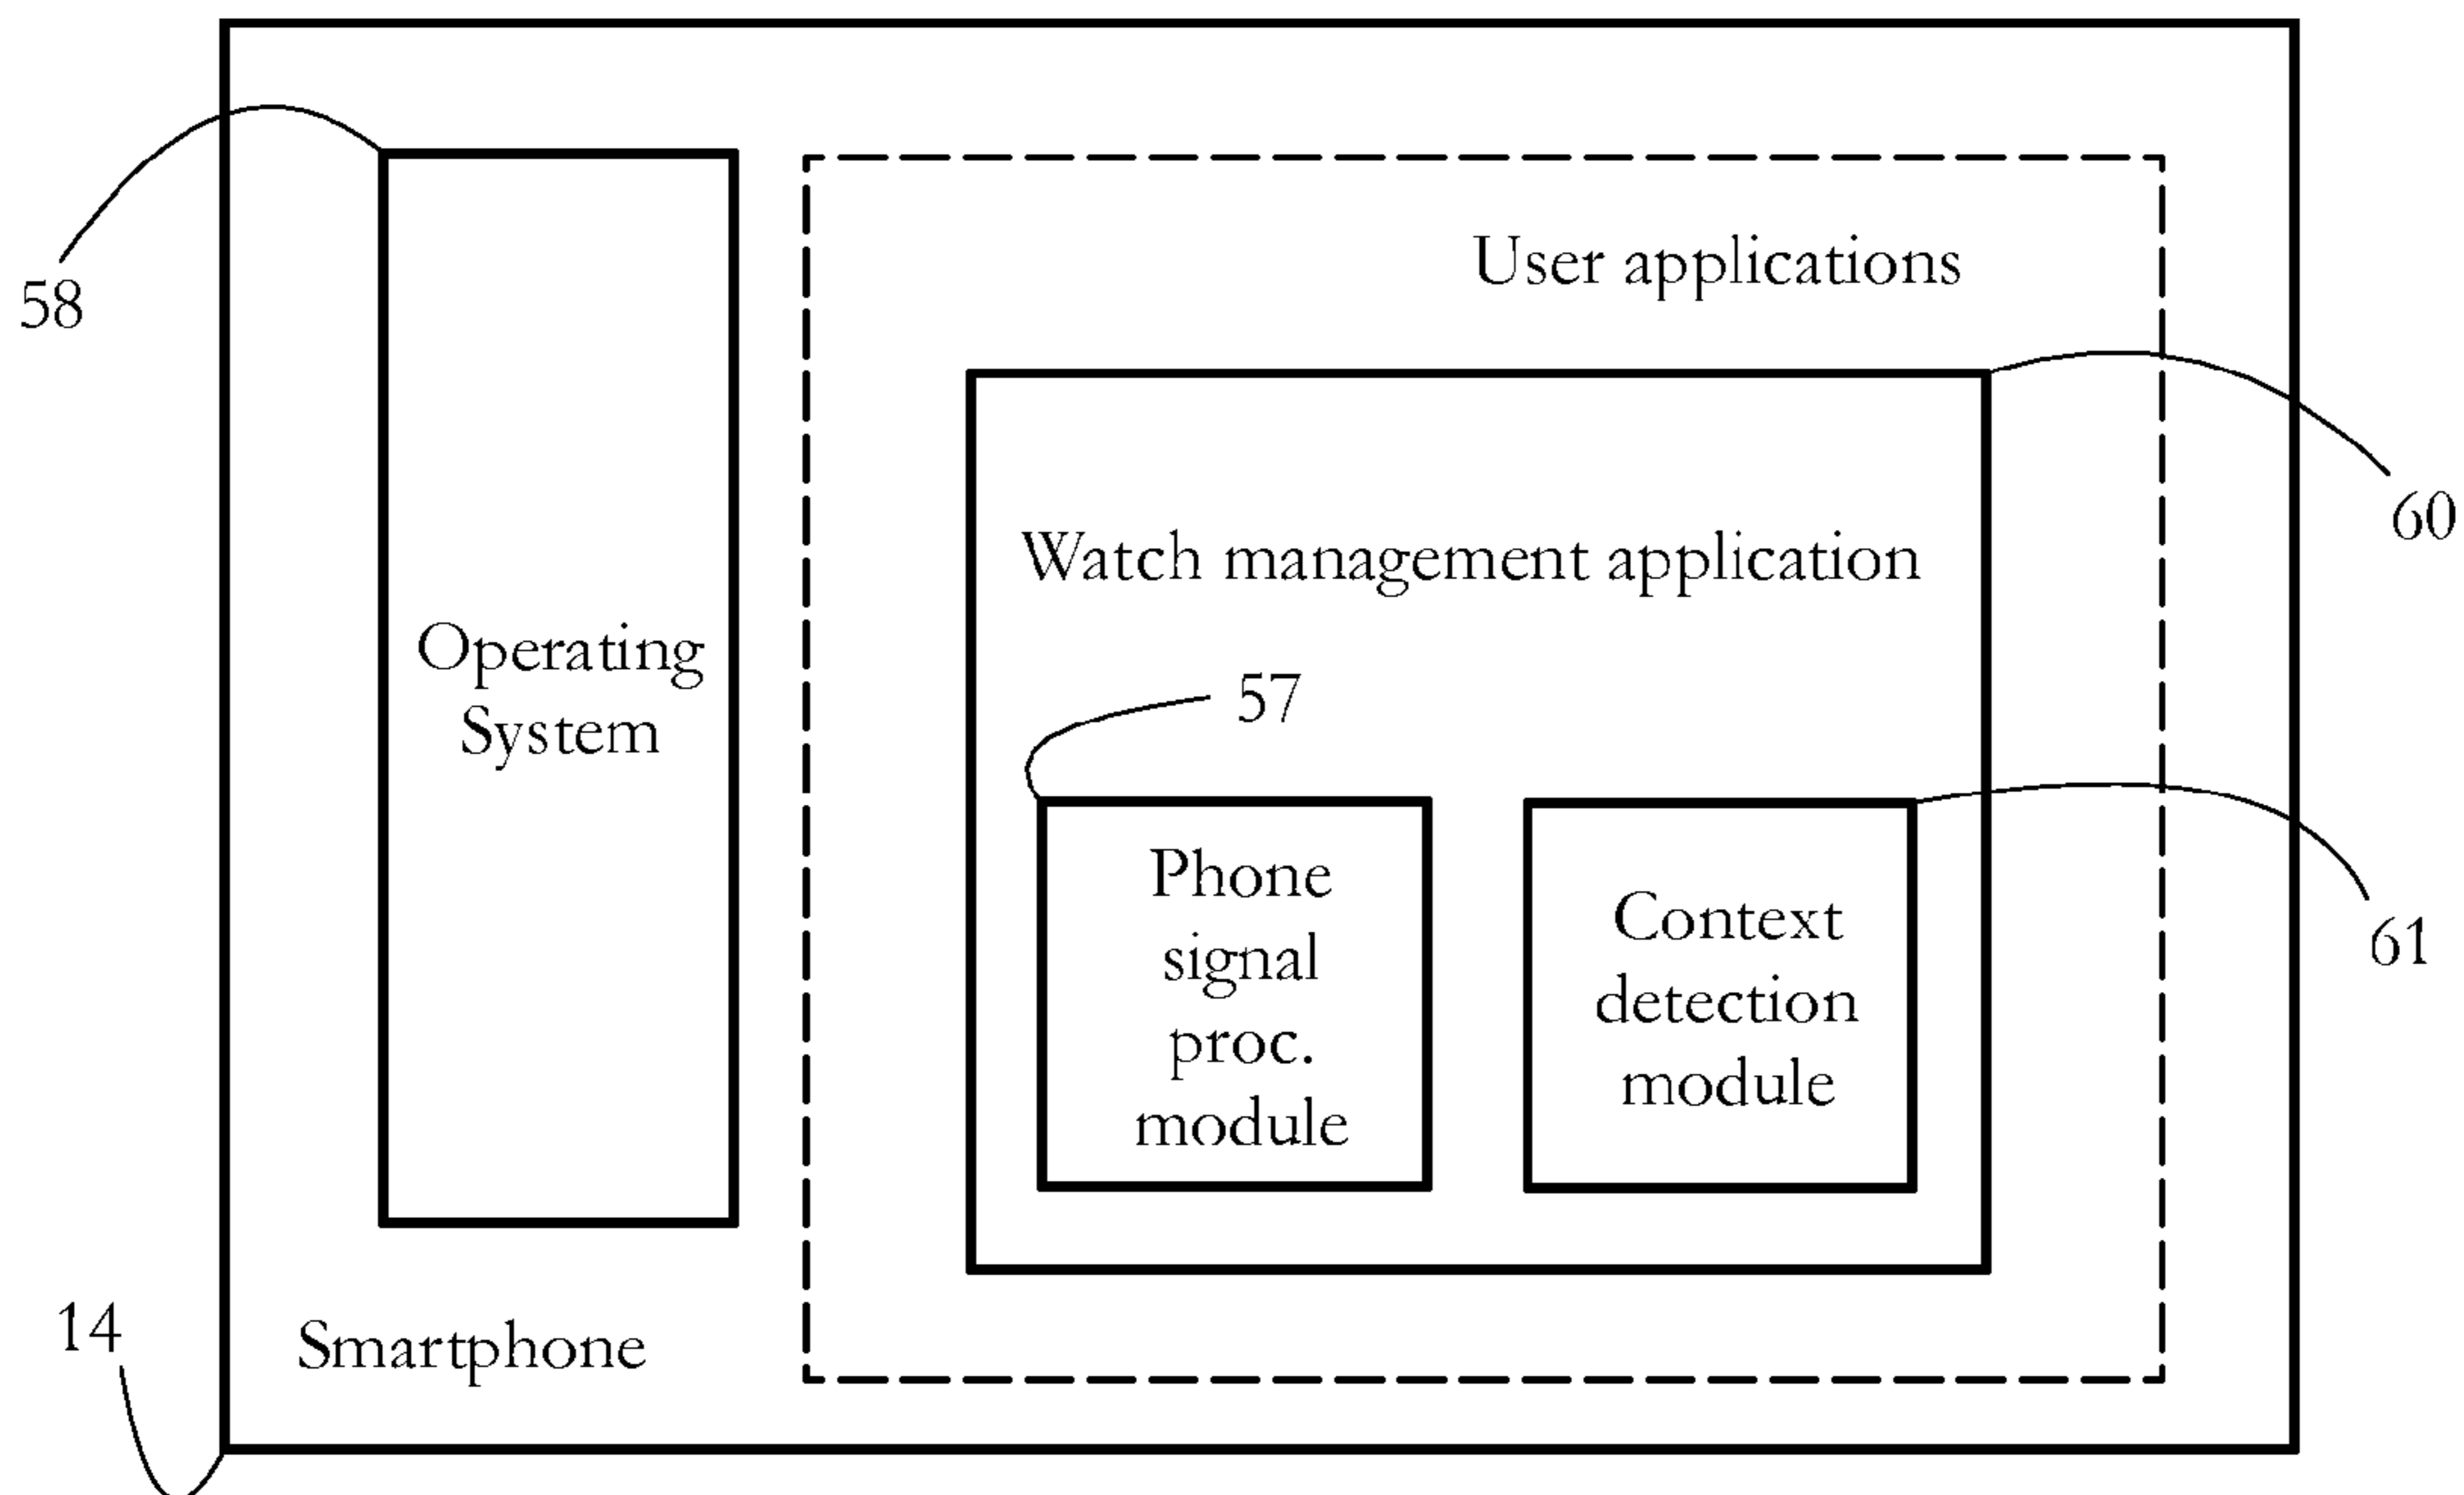 User applications
58
60
Watch management application
Operating
System
57
Phone
signal
proc.
module
Context
detection
module
61
14
Smartphone